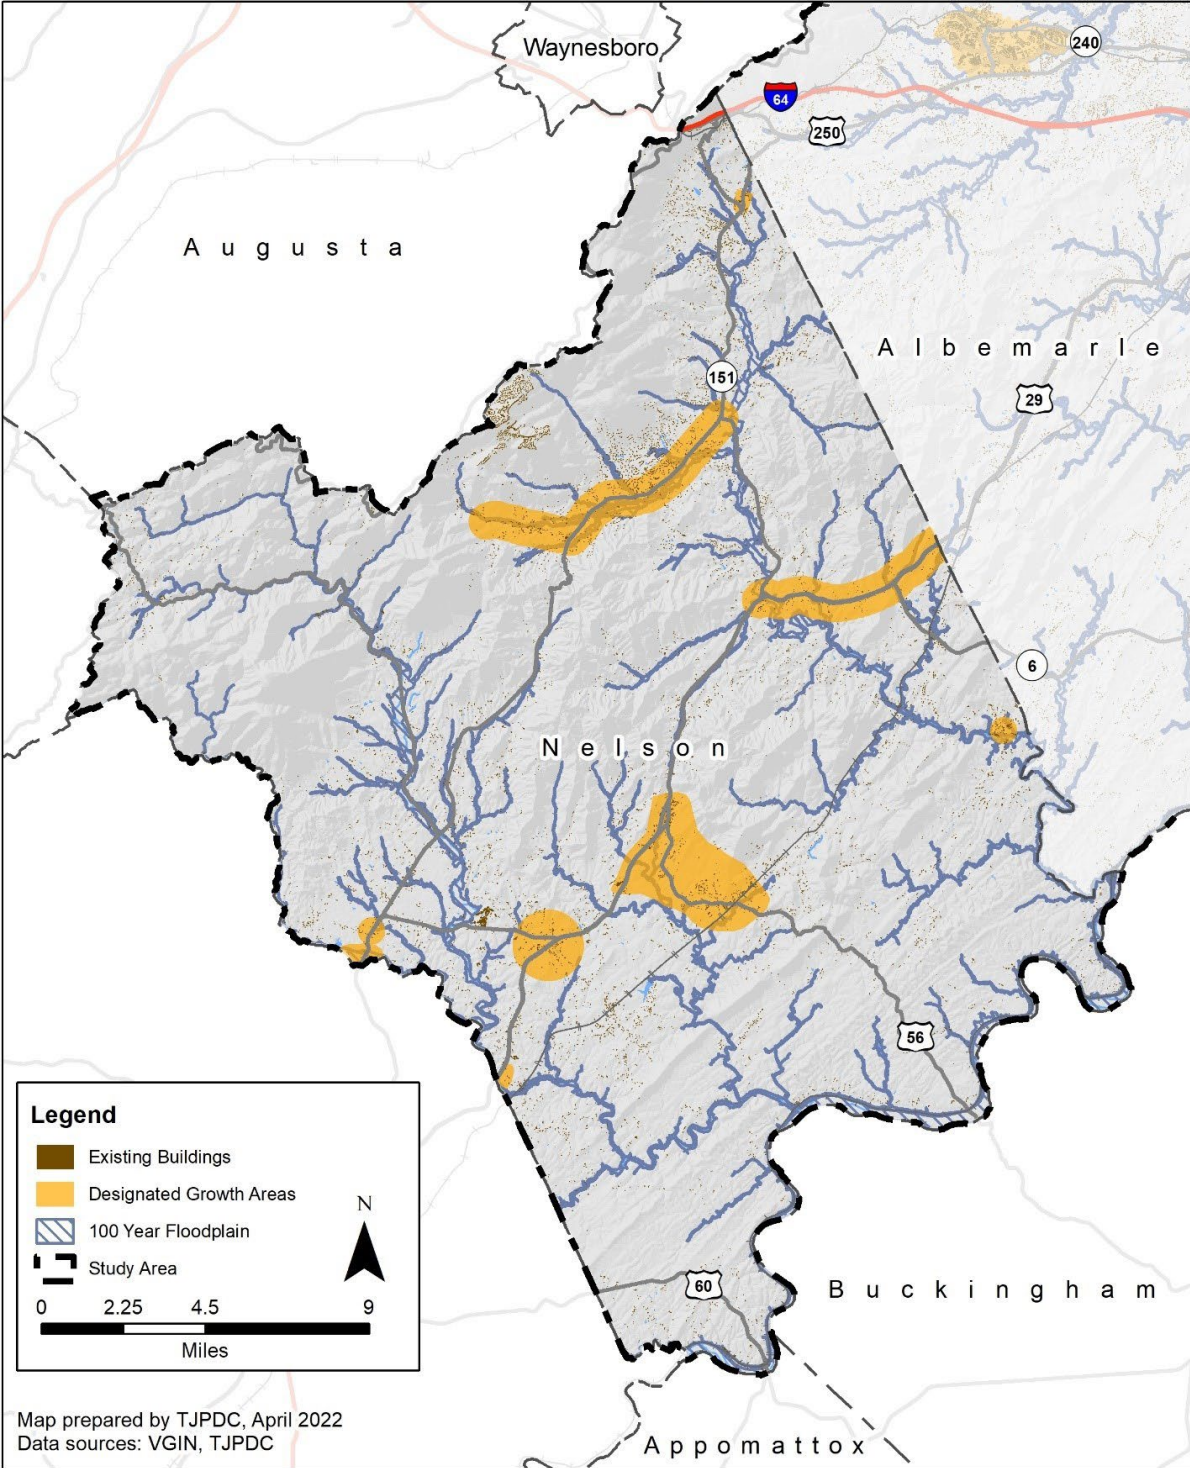 Waynesboro
240
64
250
Augusta
Albemarle
151
29
6
Nelson
56
Legend
Existing Buildings
Designated Growth Areas
100 Year Floodplain
Study Area
N
0 2.25 4.5 9
Miles
60
Buckingham
Map prepared by TJPDC, April 2022
Data sources: VGIN, TJPDC
Appomattox